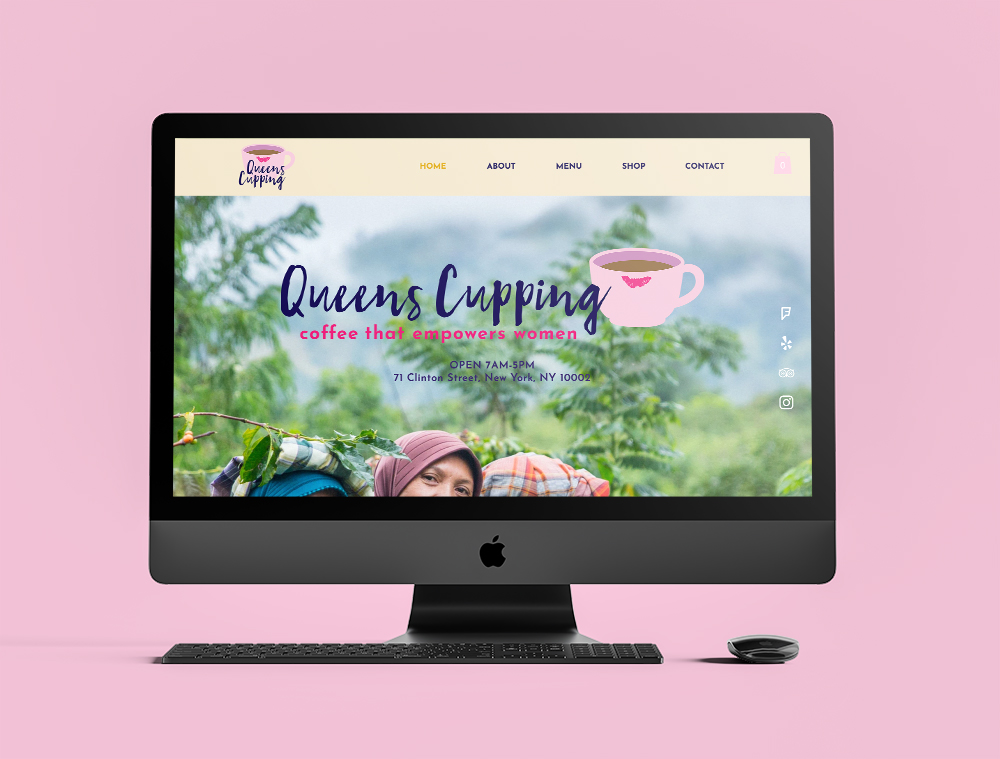 Queens
Cupping
HOME ABOUT MENU SHOP CONTACT
0
Queens Cupping
coffee that empowers women
OPEN 7AM-5PM
71 Clinton Street, New York, NY 10002